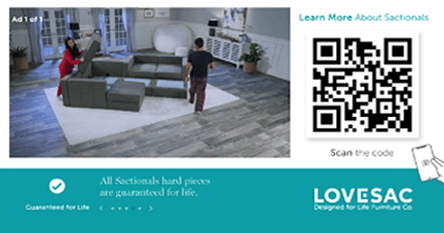 Ad 1 of 1
Learn More About Sactionals
Scan the code
All Sactionals hard pieces
are guaranteed for life.
Guaranteed for Life
LOVESAC
Designed for Life Furniture Co.